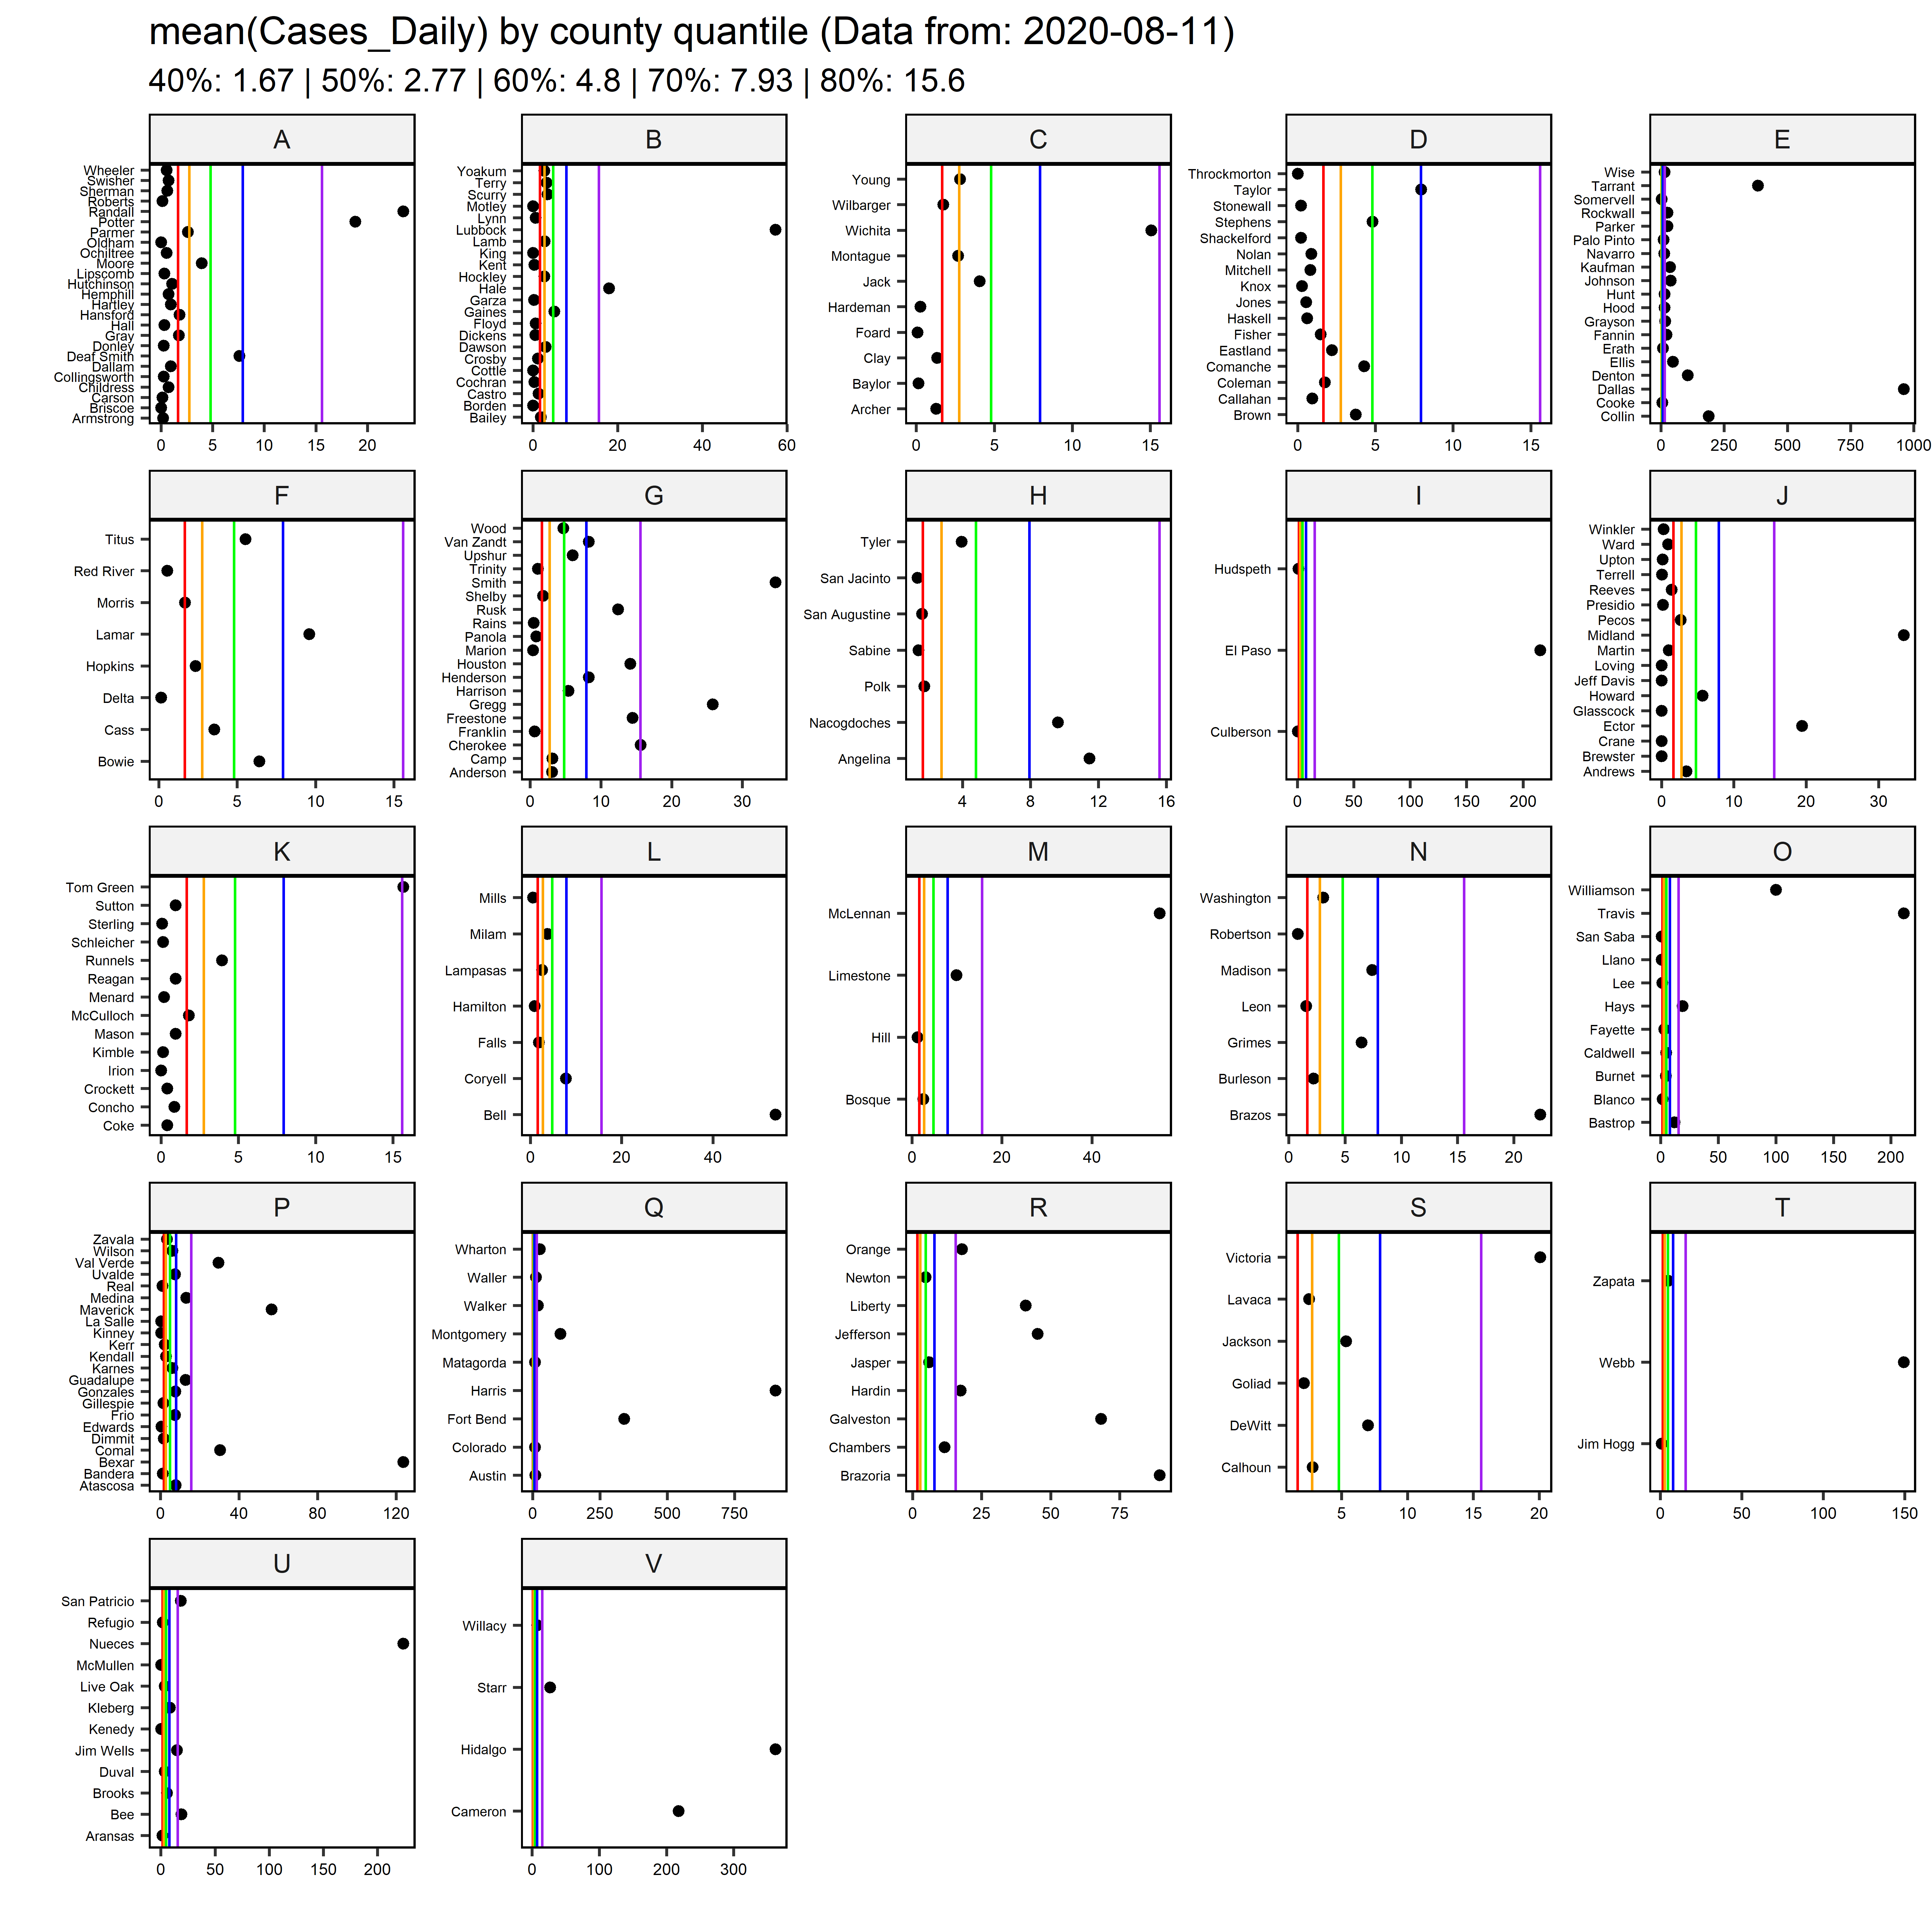 mean(Cases_Daily) by county quantile (Data from: 2020-08-11)
40%: 1.67 | 50%: 2.77 | 60%: 4.8 | 70%: 7.93 | 80%: 15.6
A
Wheeler
Swisher
Sherman
Roberts
Randall
Potter
Parmer
Oldham
Ochiltree
Moore
Lipscomb
Hutchinson
Hemphill
Hartley
Hansford
Hall
Gray
Donley
Deaf Smith
Dallam
Collingsworth
Childress
Carson
Briscoe
Armstrong
0 5 10 15 20
B
Yoakum
Terry
Scurry
Motley
Lynn
Lubbock
Lamb
King
Kent
Hockley
Hale
Garza
Gaines
Floyd
Dickens
Dawson
Crosby
Cottle
Cochran
Castro
Borden
Bailey
0 20 40 60
C
Young
Wilbarger
Wichita
Montague
Jack
Hardeman
Foard
Clay
Baylor
Archer
0 5 10 15
D
Throckmorton
Taylor
Stonewall
Stephens
Shackelford
Nolan
Mitchell
Knox
Jones
Haskell
Fisher
Eastland
Comanche
Coleman
Callahan
Brown
0 5 10 15
E
Wise
Tarrant
Somervell
Rockwall
Parker
Palo Pinto
Navarro
Kaufman
Johnson
Hunt
Hood
Grayson
Fannin
Erath
Ellis
Denton
Dallas
Cooke
Collin
0 250 500 750 1000
F
Titus
Red River
Morris
Lamar
Hopkins
Delta
Cass
Bowie
0 5 10 15
G
Wood
Van Zandt
Upshur
Trinity
Smith
Shelby
Rusk
Rains
Panola
Marion
Houston
Henderson
Harrison
Gregg
Freestone
Franklin
Cherokee
Camp
Anderson
0 10 20 30
H
Tyler
San Jacinto
San Augustine
Sabine
Polk
Nacogdoches
Angelina
4 8 12 16
I
Hudspeth
El Paso
Culberson
0 50 100 150 200
J
Winkler
Ward
Upton
Terrell
Reeves
Presidio
Pecos
Midland
Martin
Loving
Jeff Davis
Howard
Glasscock
Ector
Crane
Brewster
Andrews
0 10 20 30
K
Tom Green
Sutton
Sterling
Schleicher
Runnels
Reagan
Menard
McCulloch
Mason
Kimble
Irion
Crockett
Concho
Coke
0 5 10 15
L
Mills
Milam
Lampasas
Hamilton
Falls
Coryell
Bell
0 20 40
M
McLennan
Limestone
Hill
Bosque
0 20 40
N
Washington
Robertson
Madison
Leon
Grimes
Burleson
Brazos
0 5 10 15 20
O
Williamson
Travis
San Saba
Llano
Lee
Hays
Fayette
Caldwell
Burnet
Blanco
Bastrop
0 50 100 150 200
P
Zavala
Wilson
Val Verde
Uvalde
Real
Medina
Maverick
La Salle
Kinney
Kerr
Kendall
Karnes
Guadalupe
Gonzales
Gillespie
Frio
Edwards
Dimmit
Comal
Bexar
Bandera
Atascosa
0 40 80 120
Q
Wharton
Waller
Walker
Montgomery
Matagorda
Harris
Fort Bend
Colorado
Austin
0 250 500 750
R
Orange
Newton
Liberty
Jefferson
Jasper
Hardin
Galveston
Chambers
Brazoria
0 25 50 75
S
Victoria
Lavaca
Jackson
Goliad
DeWitt
Calhoun
5 10 15 20
T
Zapata
Webb
Jim Hogg
0 50 100 150
U
San Patricio
Refugio
Nueces
McMullen
Live Oak
Kleberg
Kenedy
Jim Wells
Duval
Brooks
Bee
Aransas
0 50 100 150 200
V
Willacy
Starr
Hidalgo
Cameron
0 100 200 300